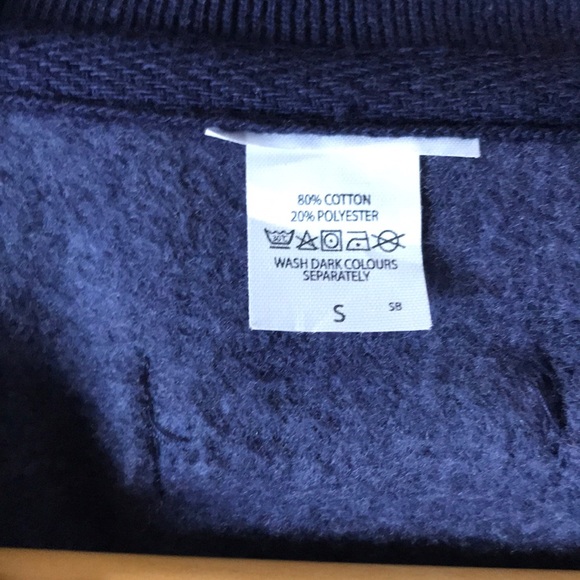 80% COTTON
20% POLYESTER
WASH DARK COLOURS
SEPARATELY
S SB